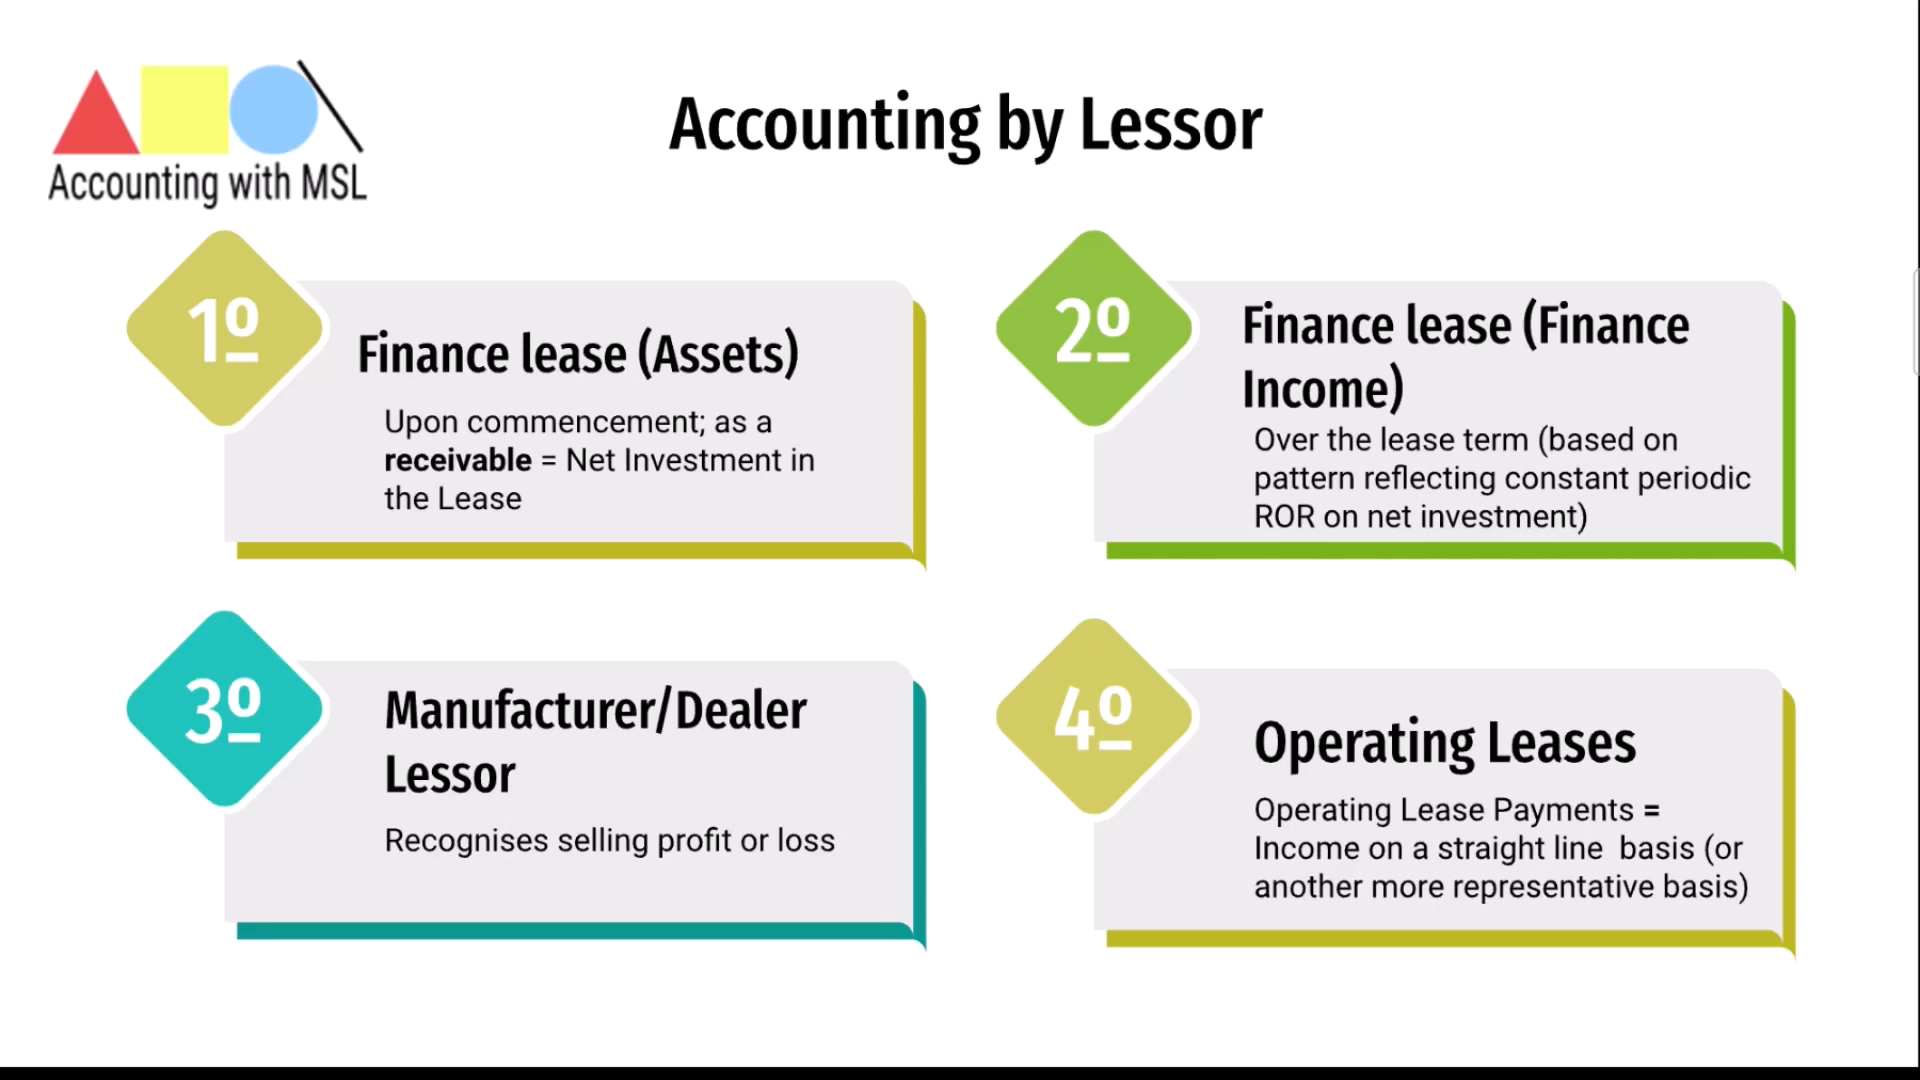 Accounting with MSL
Accounting by Lessor
1º
Finance lease (Assets)
Upon commencement; as a
receivable = Net Investment in
the Lease
2º
Finance lease (Finance
Income)
Over the lease term (based on
pattern reflecting constant periodic
ROR on net investment)
3º
Manufacturer/Dealer
Lessor
Recognises selling profit or loss
4º
Operating Leases
Operating Lease Payments =
Income on a straight line  basis (or
another more representative basis)